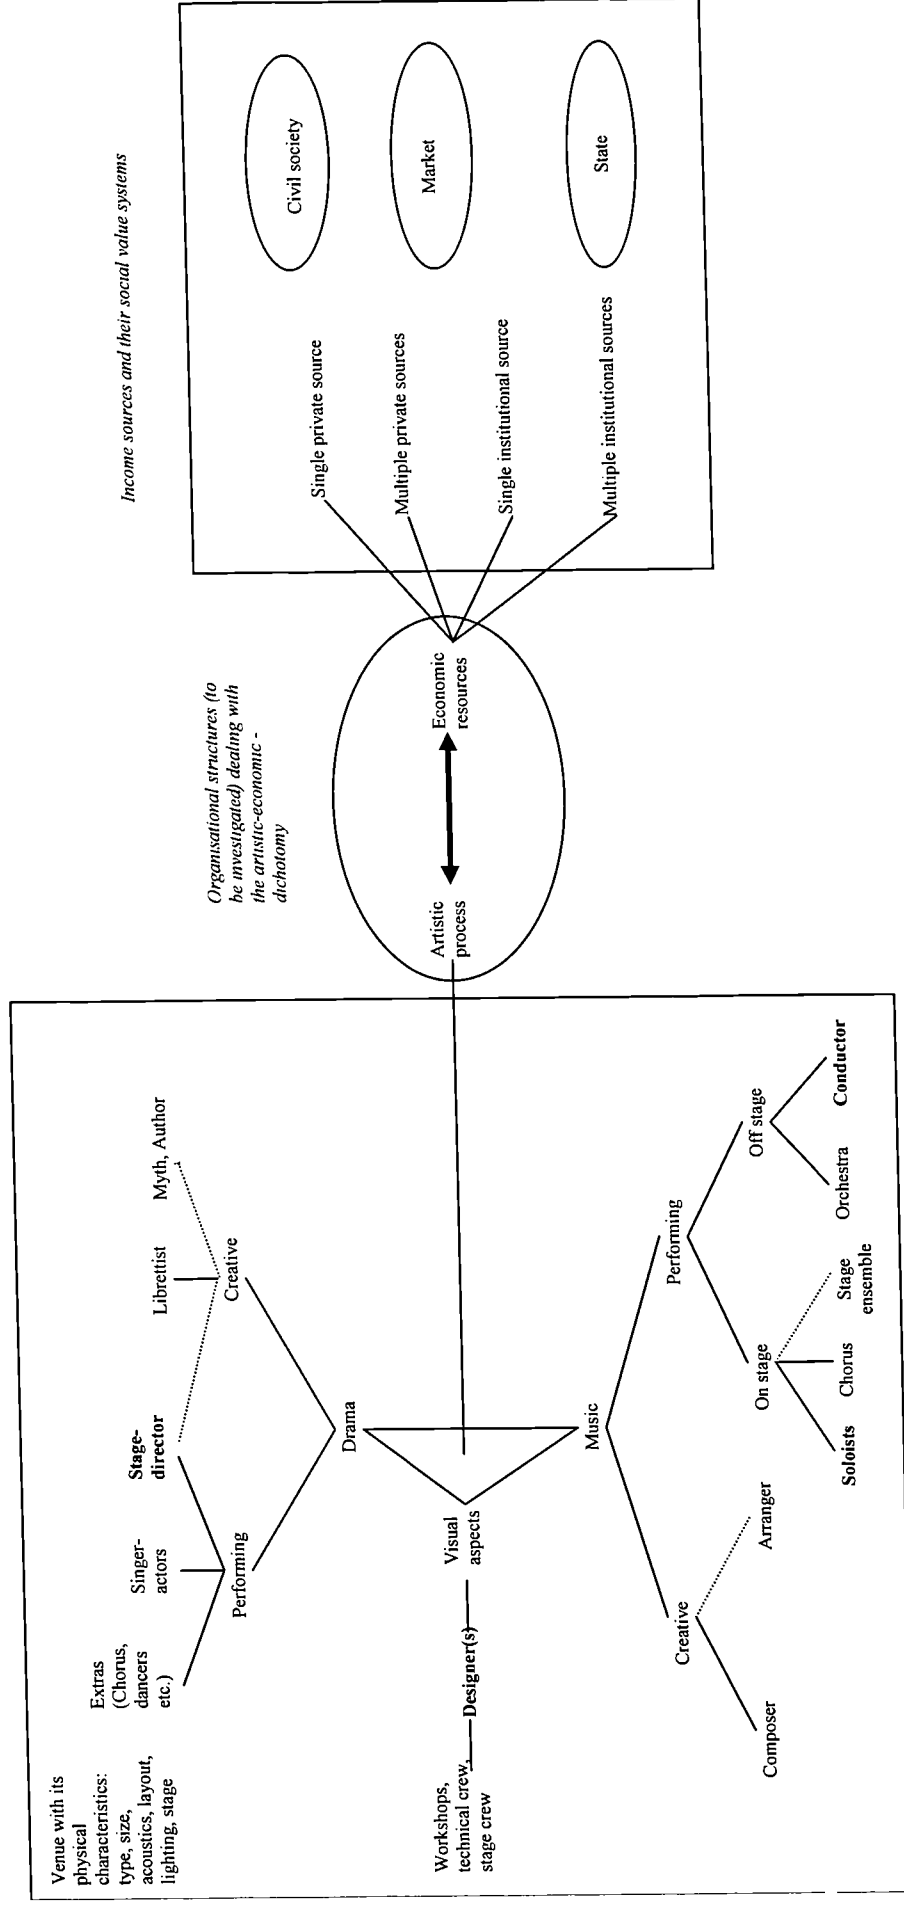 Venue with its
physical
characteristics:
type, size,
acoustics, layout,
lighting, stage
Extras
(Chorus,
dancers
etc.)
Singer-
actors
Stage-
director
Librettist
Myth, Author
Performing
Creative
Drama
Workshops,
technical crew,
stage crew
Designer(s)
Visual
aspects
Music
Creative
Performing
Composer
Arranger
On stage
Off stage
Soloists
Chorus
Stage
ensemble
Orchestra
Conductor
Organisational structures (to
be investigated) dealing with
the artistic-economic -
dichotomy
Artistic
process
Economic
resources
Income sources and their social value systems
Single private source
Multiple private sources
Single institutional source
Multiple institutional sources
Civil society
Market
State